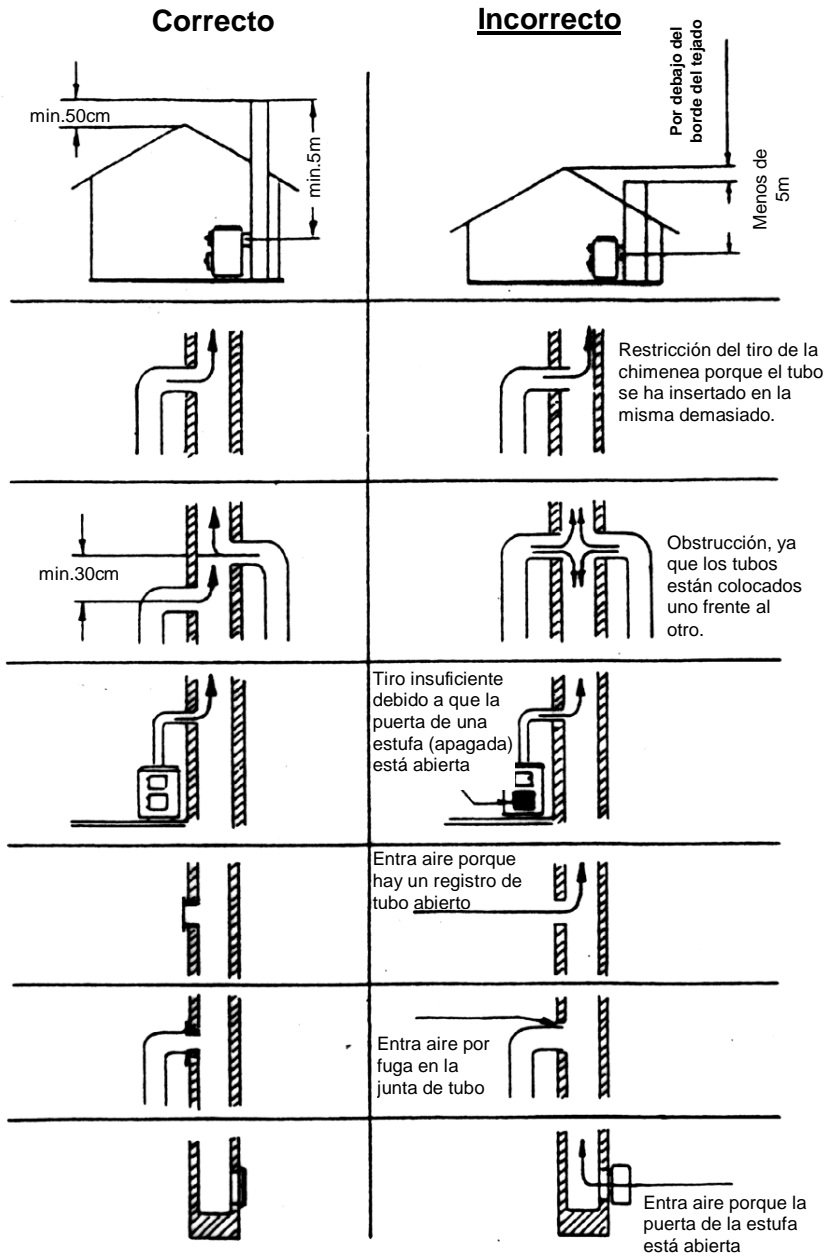 Correcto
Incorrecto
min.50cm
min.5m
Por debajo del
borde del tejado
Menos de
5m
Restricción del tiro de la
chimenea porque el tubo
se ha insertado en la
misma demasiado.
min.30cm
Obstrucción, ya
que los tubos
están colocados
uno frente al
otro.
Tiro insuficiente
debido a que la
puerta de una
estufa (apagada)
está abierta
Entra aire porque
hay un registro de
tubo abierto
Entra aire por
fuga en la
junta de tubo
Entra aire porque la
puerta de la estufa
está abierta